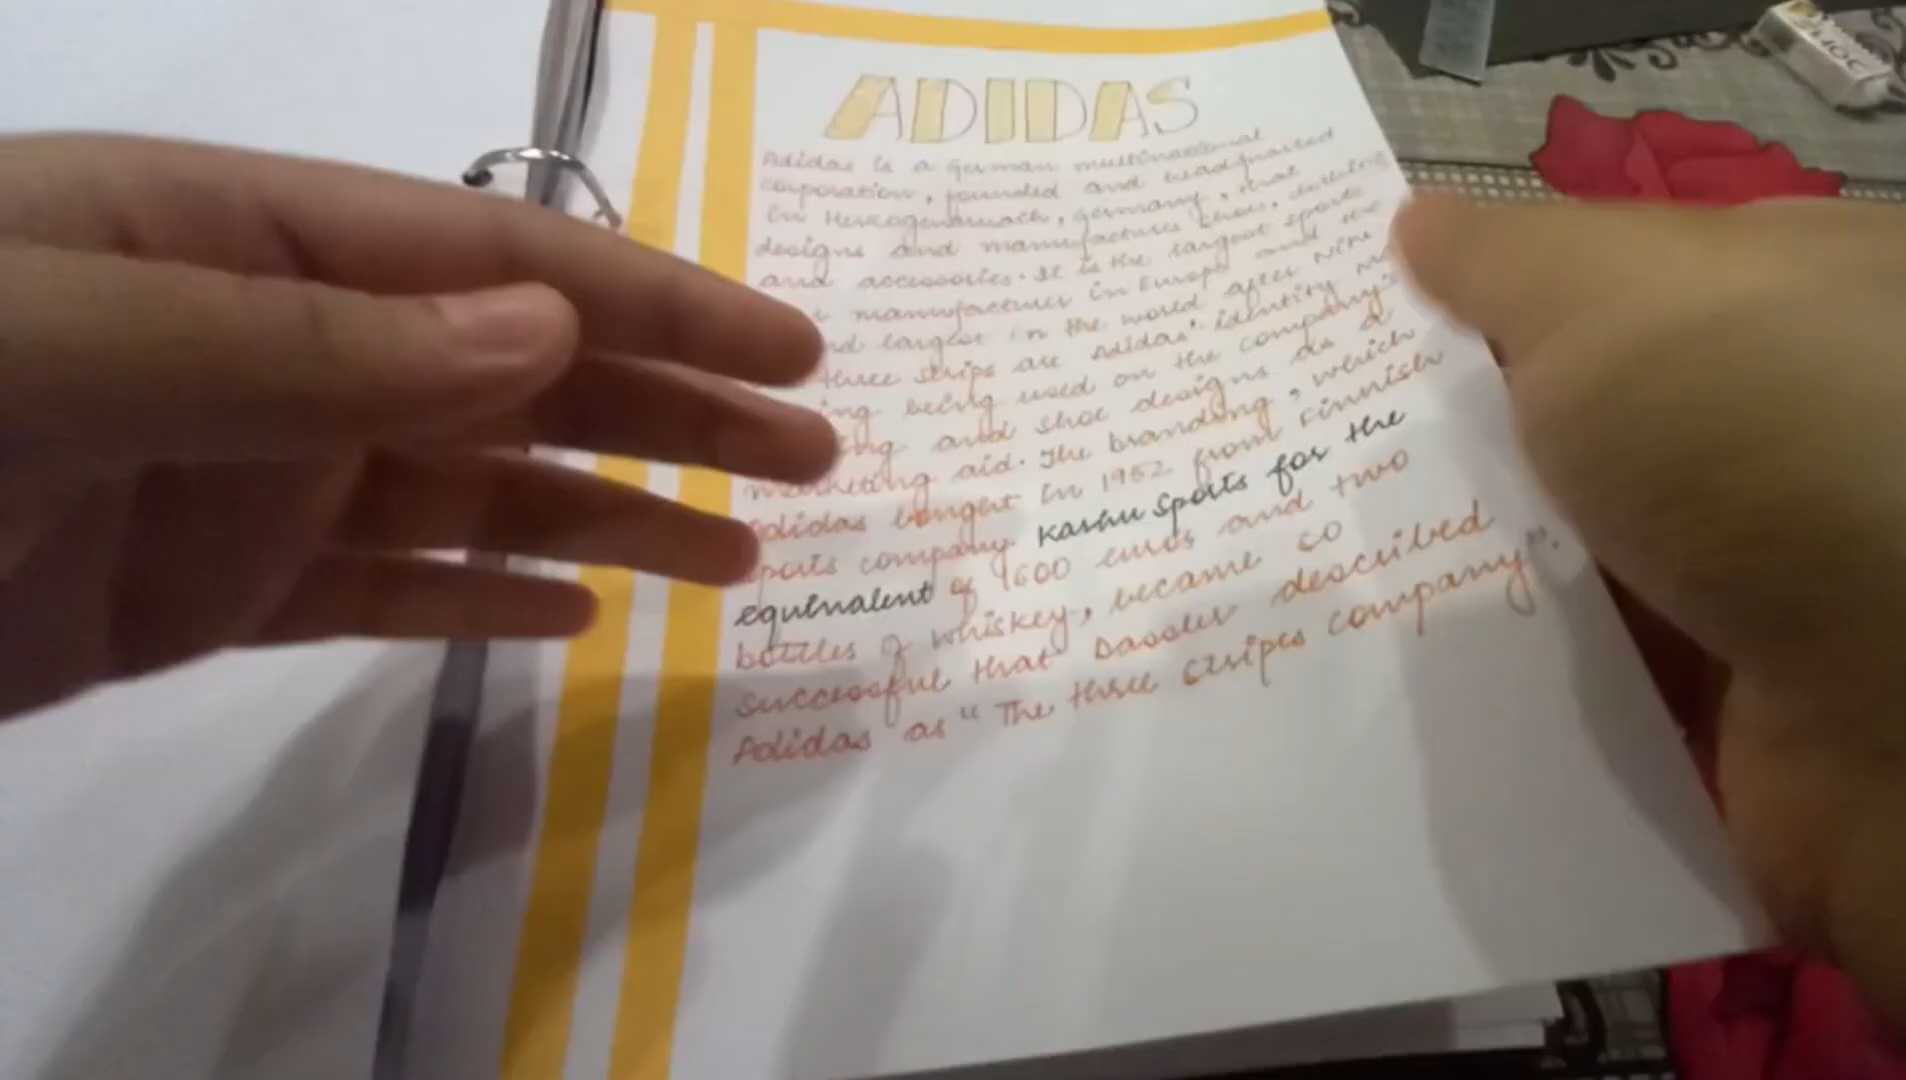 ADIDAS
Adidas is a German multinational
corporation, founded and headquarted
in Herzogenaurach, Germany, that
designs and manufactures shoes, clothing
and accessories. It is the largest sports
manufacturer in Europe and the
largest in the world after Nike
three strips are Adidas' identity
being used on the company's
and shoe designs as a
marketing aid. The branding, which
Adidas bought in 1952 from Finnish
sports company Karhu Sports for the
equivalent of 1600 euros and two
bottles of whiskey, became so
successful that Dassler described
Adidas as "The three stripes company".